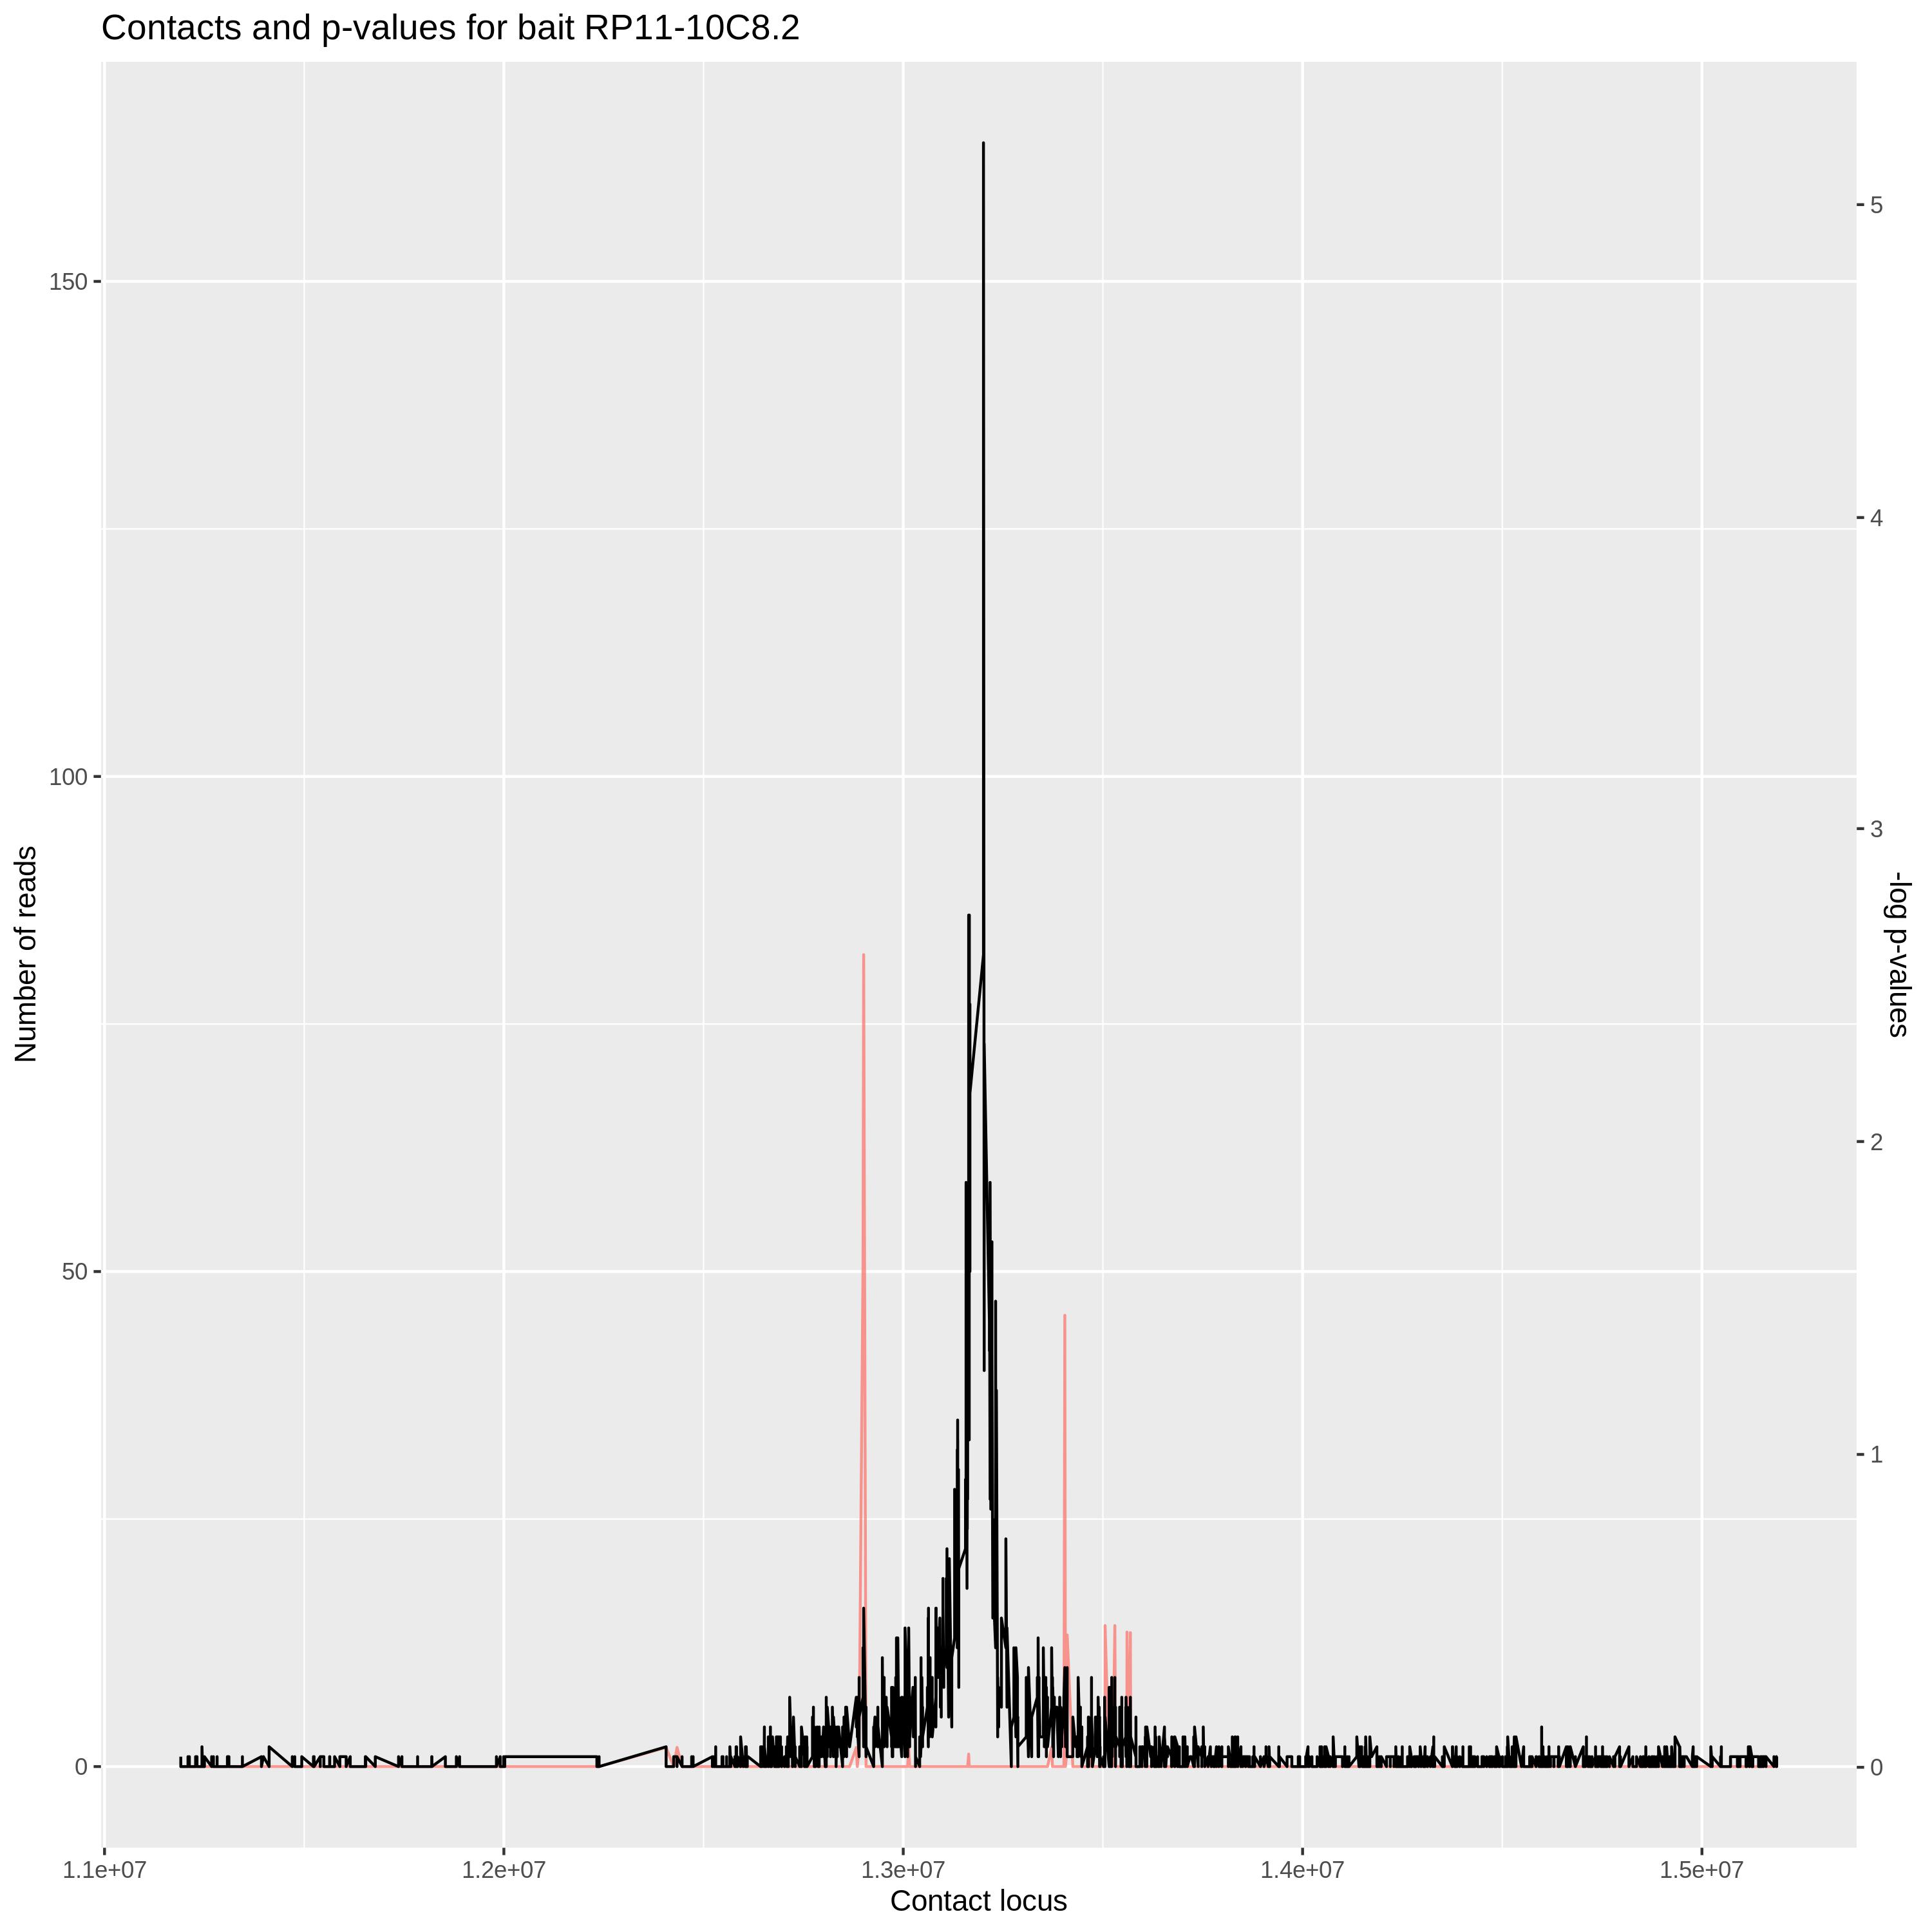 Contacts and p-values for bait RP11-10C8.2
Number of reads
150
100
50
0
5
4
3
2
1
0
-log p-values
1.1e+07
1.2e+07
1.3e+07
1.4e+07
1.5e+07
Contact locus